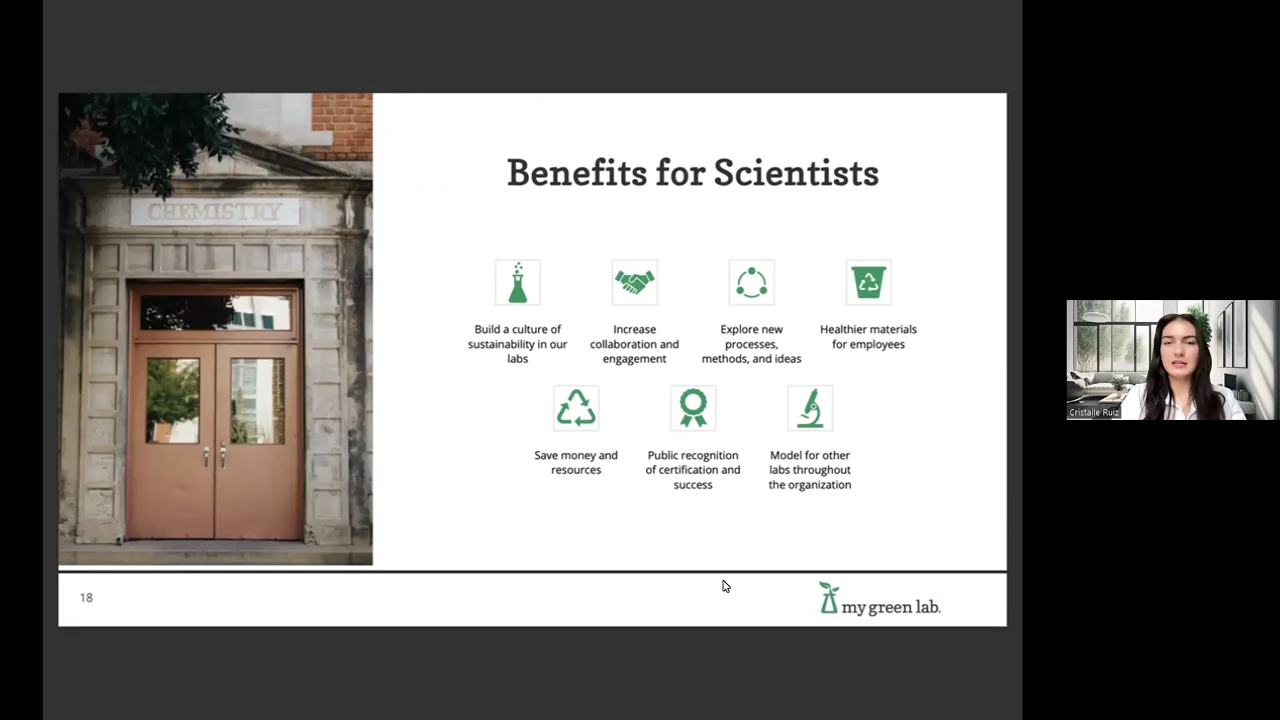 CHEMISTRY
Benefits for Scientists
Build a culture of
sustainability in our
labs
Increase
collaboration and
engagement
Explore new
processes,
methods, and ideas
Healthier materials
for employees
Save money and
resources
Public recognition
of certification and
success
Model for other
labs throughout
the organization
18
my green lab.
Cristalle Ruiz